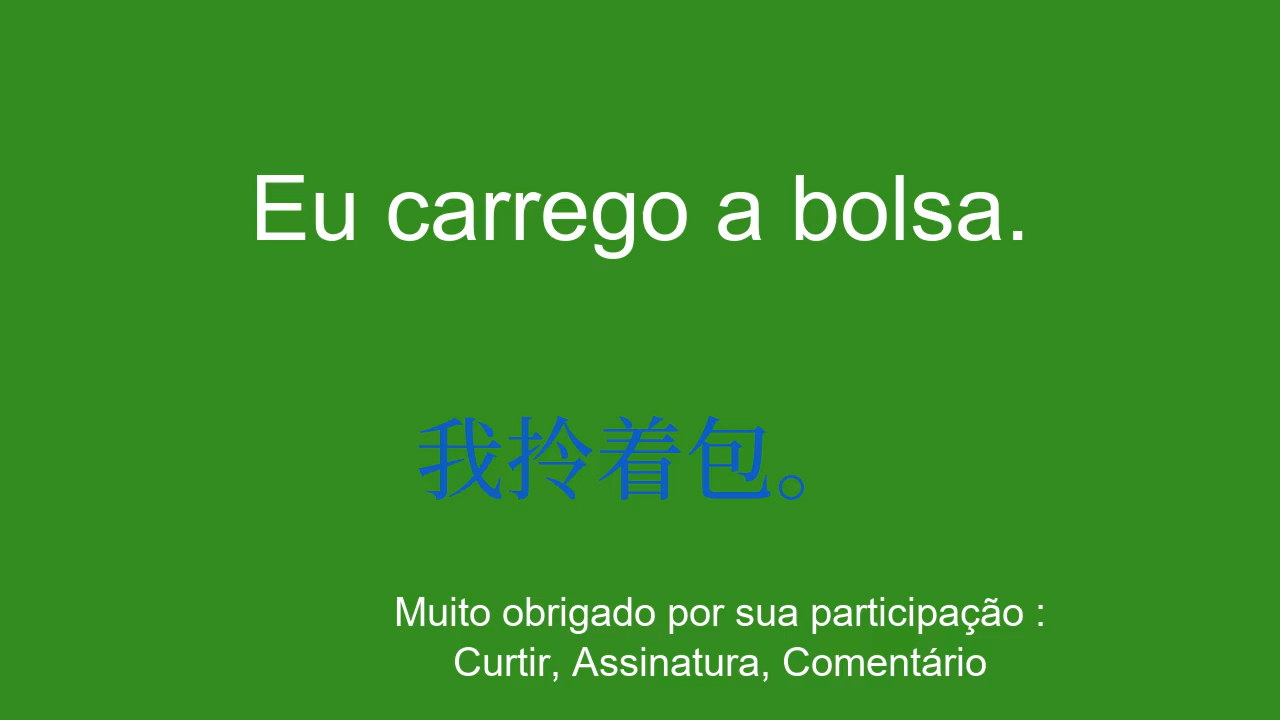 Eu carrego a bolsa.
我拎着包。
Muito obrigado por sua participação :
Curtir, Assinatura, Comentário